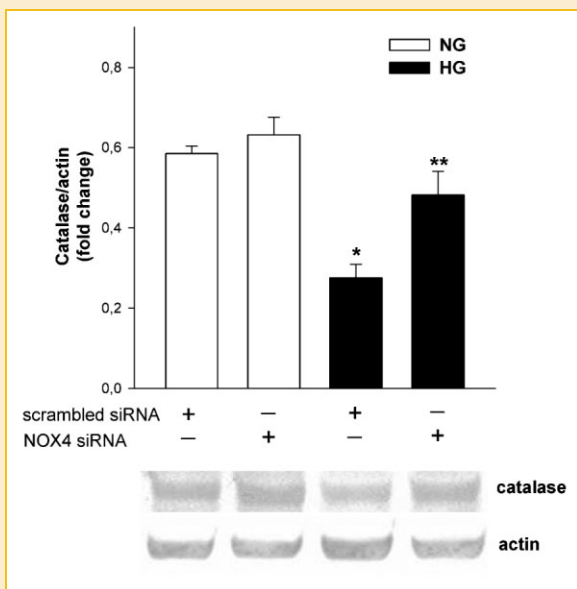 NG
HG
Catalase/actin
(fold change)
0,8
0,6
0,4
0,2
0,0
*
**
scrambled siRNA + — + —
NOX4 siRNA — + — +
catalase
actin